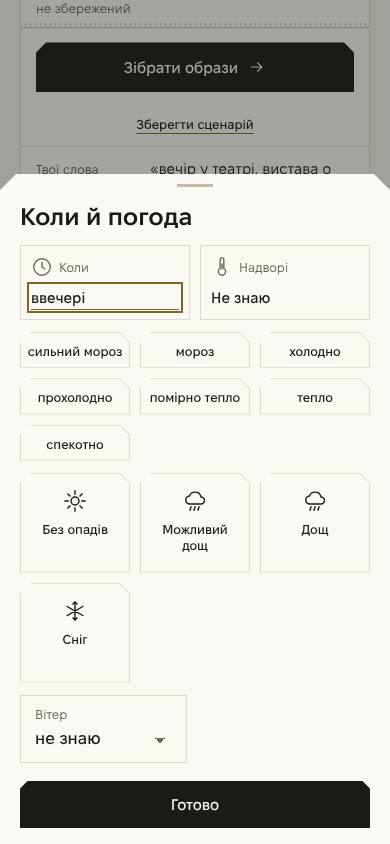 не збережений
Зібрати образи →
Зберегти сценарій
Твої слова «вечір у театрі, вистава о
Коли й погода
Коли
ввечері
Надворі
Не знаю
сильний мороз
мороз
холодно
прохолодно
помірно тепло
тепло
спекотно
Без опадів
Можливий
дощ
Дощ
Сніг
Вітер
не знаю
Готово